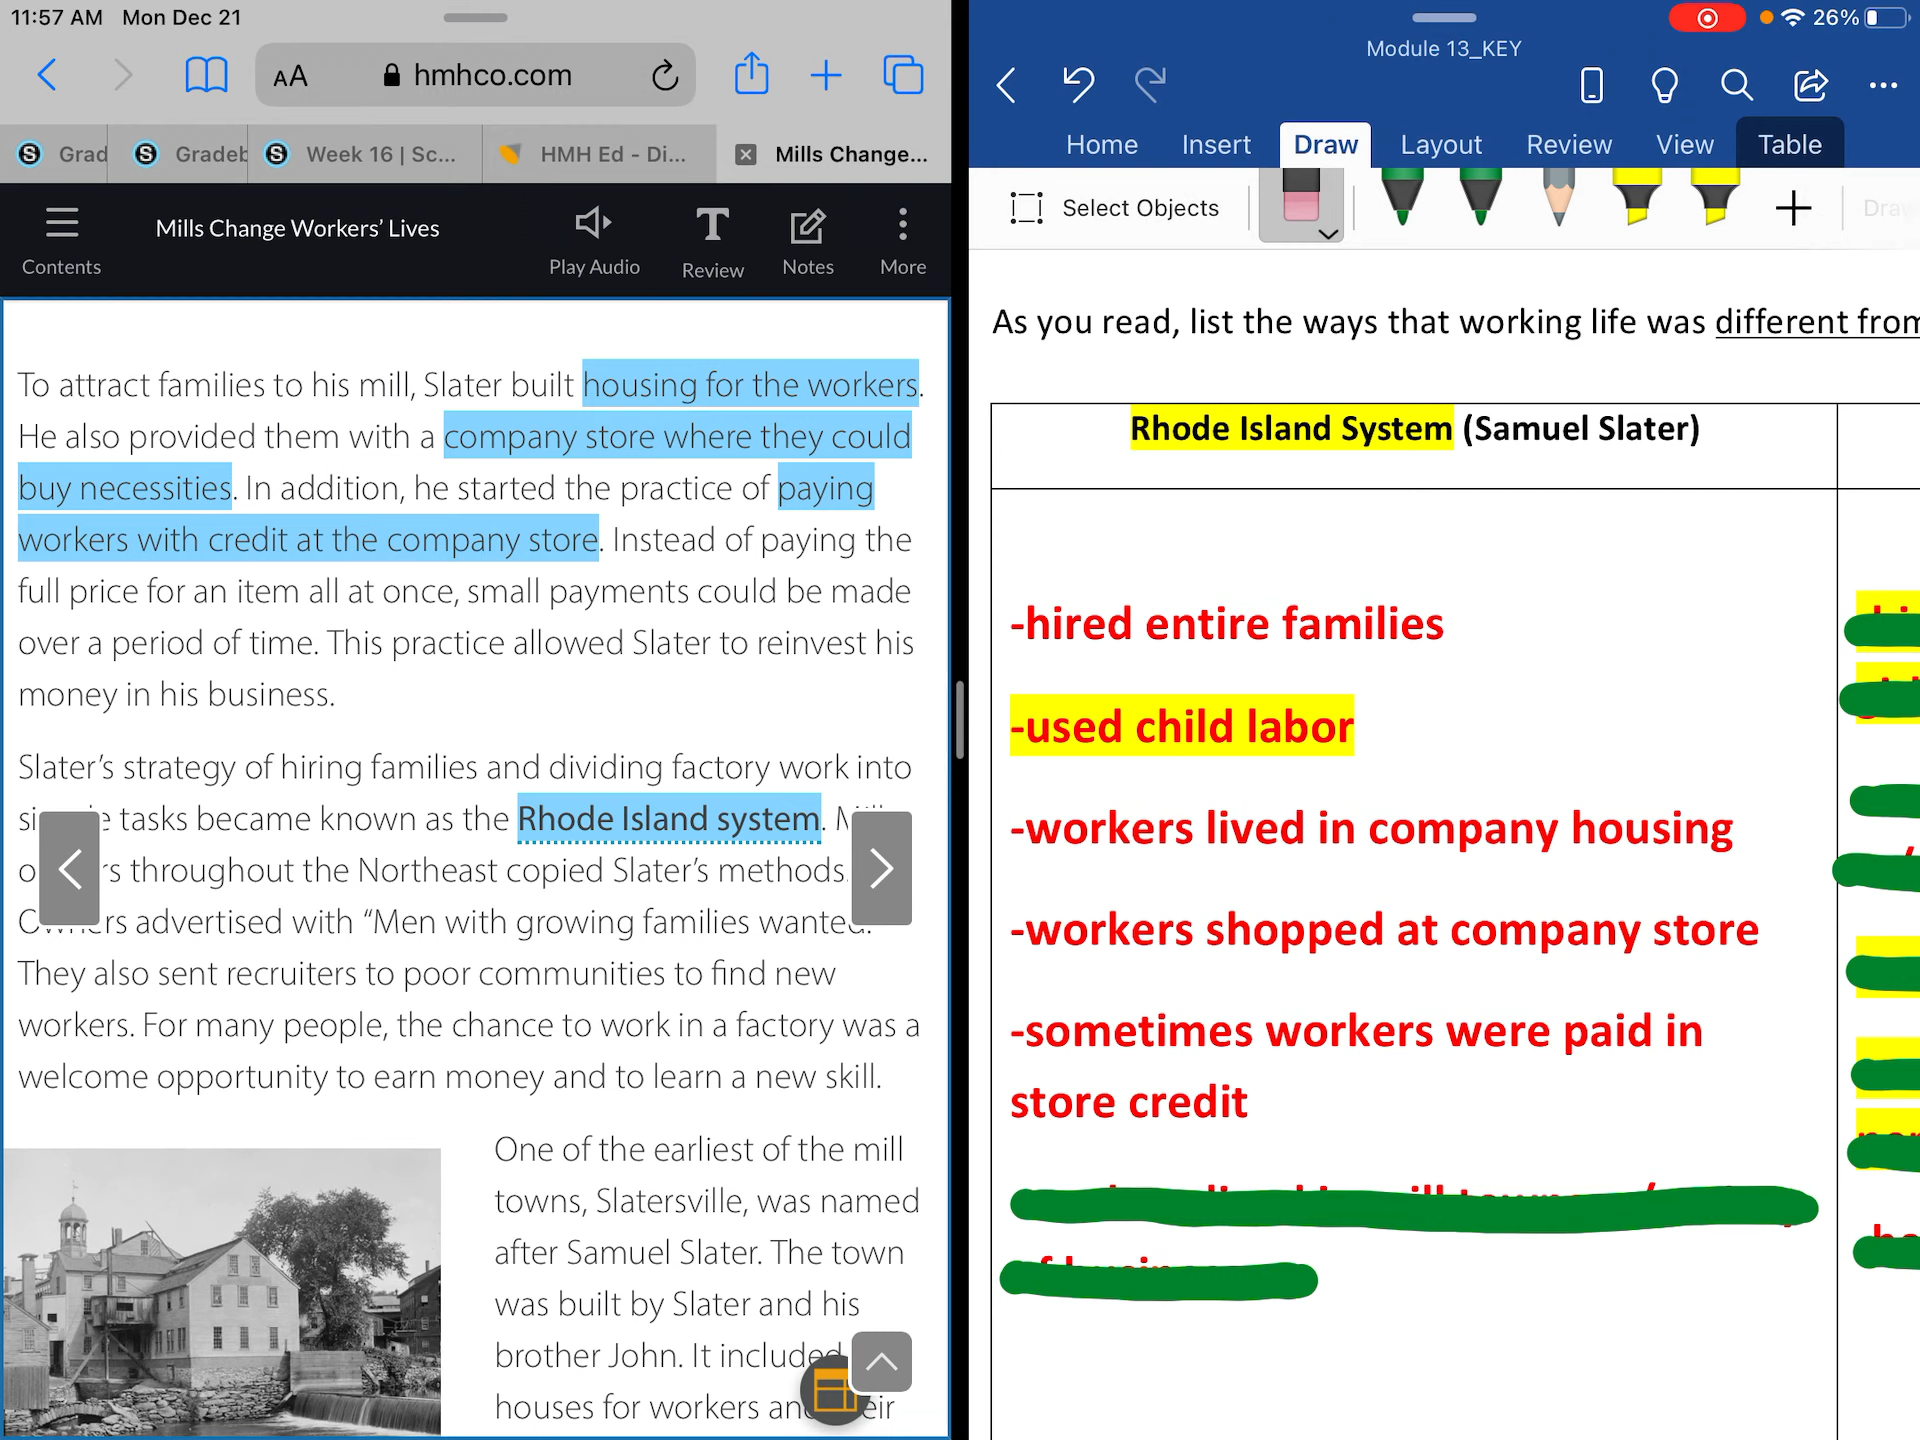 11:57 AM Mon Dec 21
AA hmhco.com
Grad
Gradeb
Week 16 | Sc...
HMH Ed - Di...
Mills Change...
Contents
Mills Change Workers' Lives
Play Audio
Review
Notes
More
To attract families to his mill, Slater built housing for the workers.
He also provided them with a company store where they could
buy necessities. In addition, he started the practice of paying
workers with credit at the company store. Instead of paying the
full price for an item all at once, small payments could be made
over a period of time. This practice allowed Slater to reinvest his
money in his business.
Slater's strategy of hiring families and dividing factory work into
tasks became known as the Rhode Island system.
throughout the Northeast copied Slater's methods.
advertised with “Men with growing families wanted.
They also sent recruiters to poor communities to find new
workers. For many people, the chance to work in a factory was a
welcome opportunity to earn money and to learn a new skill.
One of the earliest of the mill
towns, Slatersville, was named
after Samuel Slater. The town
was built by Slater and his
brother John. It included
houses for workers and
26%
Module 13_KEY
Home
Insert
Draw
Layout
Review
View
Table
Select Objects
Draw
As you read, list the ways that working life was different from
Rhode Island System (Samuel Slater)
-hired entire families
-used child labor
-workers lived in company housing
-workers shopped at company store
-sometimes workers were paid in
store credit